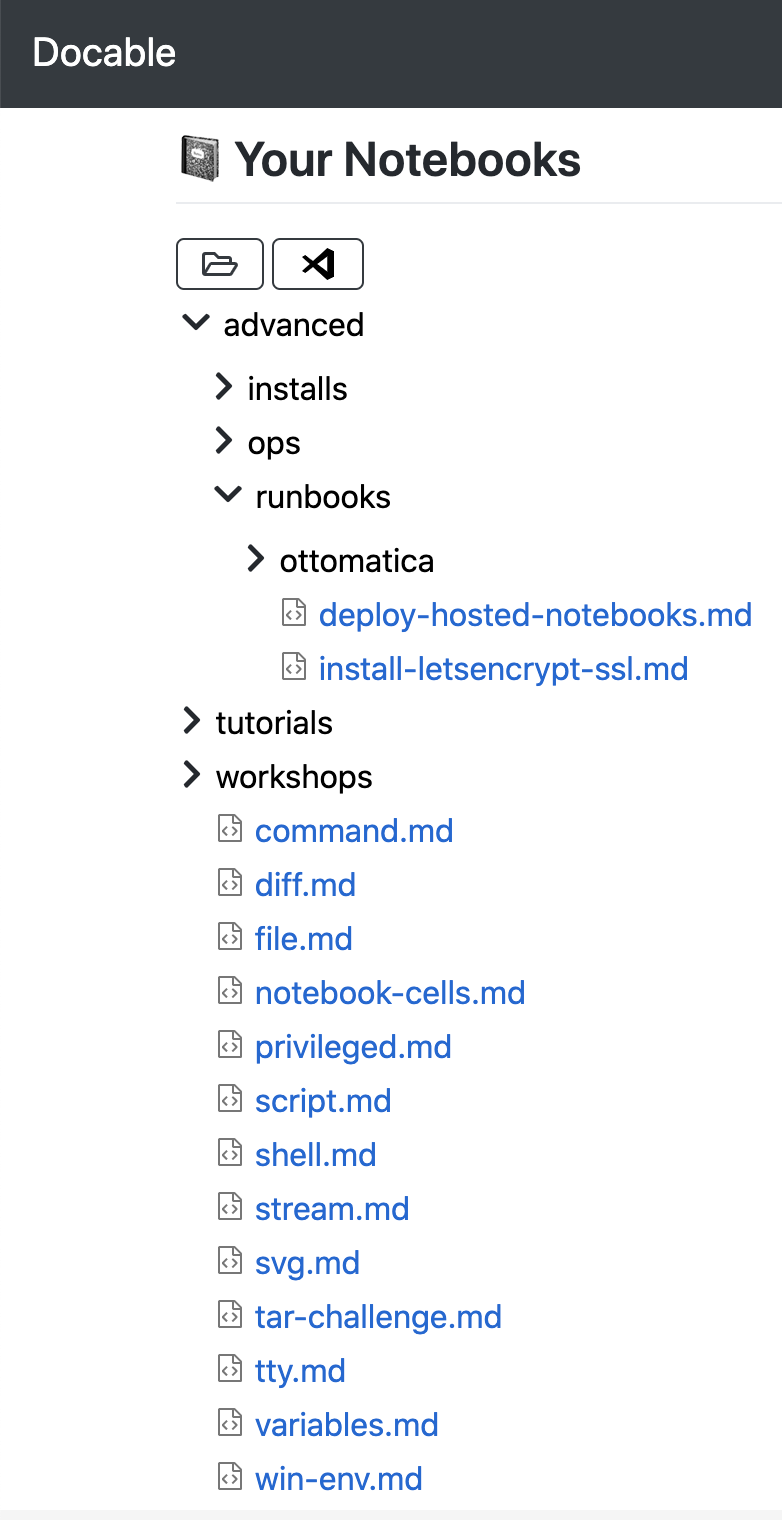 Docable
Your Notebooks
advanced
installs
ops
runbooks
ottomatica
deploy-hosted-notebooks.md
install-letsencrypt-ssl.md
tutorials
workshops
command.md
diff.md
file.md
notebook-cells.md
privileged.md
script.md
shell.md
stream.md
svg.md
tar-challenge.md
tty.md
variables.md
win-env.md